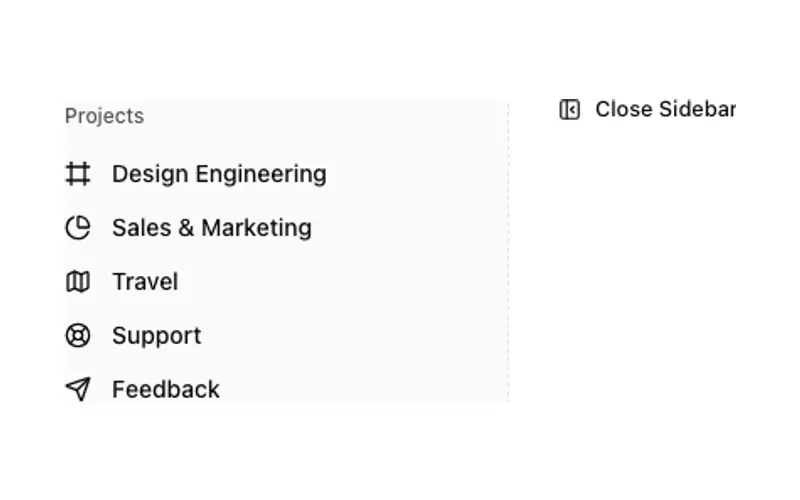 Projects
Close Sidebar
Design Engineering
Sales & Marketing
Travel
Support
Feedback